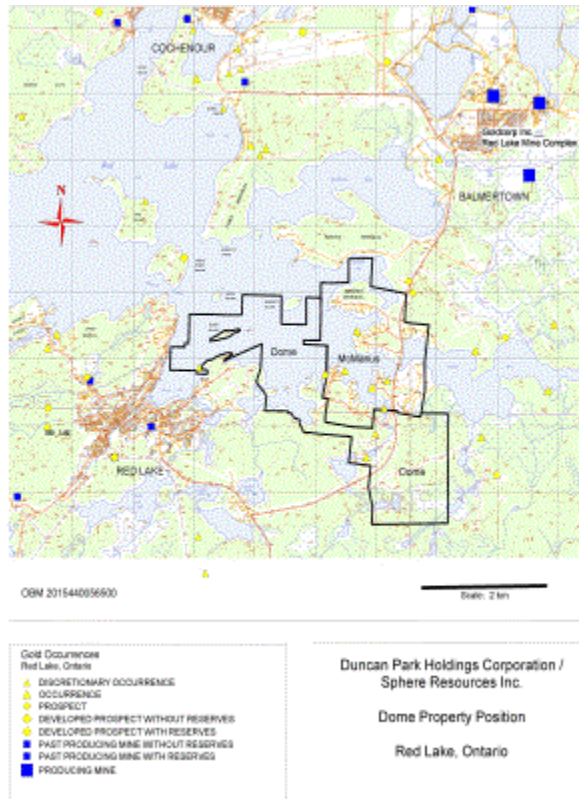 COCHENOUR
Goldcorp Inc.
Red Lake Mine Complex
BALMERTOWN
N
Dome
McManus
RED LAKE
Dome
OBM 2015440056900
Scale: 2 km
Gold Occurrences
Red Lake, Ontario
DISCRETIONARY OCCURRENCE
OCCURRENCE
PROSPECT
DEVELOPED PROSPECT WITHOUT RESERVES
DEVELOPED PROSPECT WITH RESERVES
PAST PRODUCING MINE WITHOUT RESERVES
PAST PRODUCING MINE WITH RESERVES
PRODUCING MINE
Duncan Park Holdings Corporation /
Sphere Resources Inc.
Dome Property Position
Red Lake, Ontario